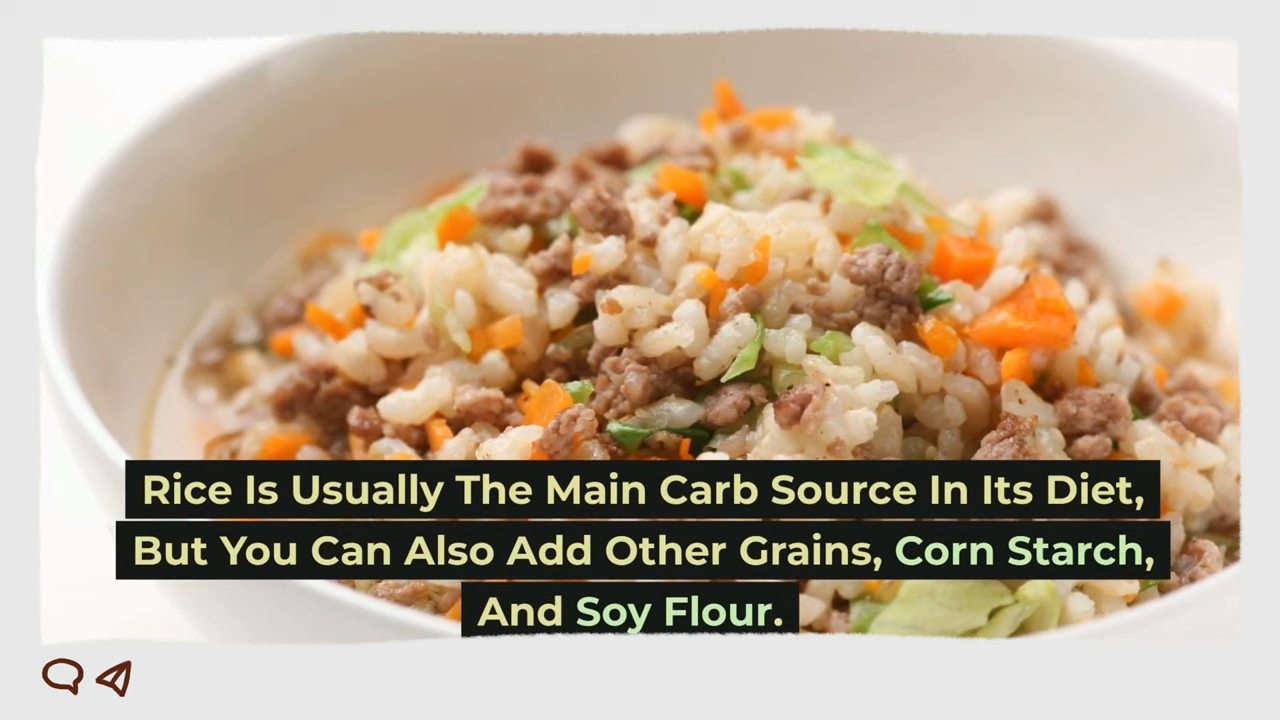 Rice Is Usually The Main Carb Source In Its Diet,
But You Can Also Add Other Grains, Corn Starch,
And Soy Flour.